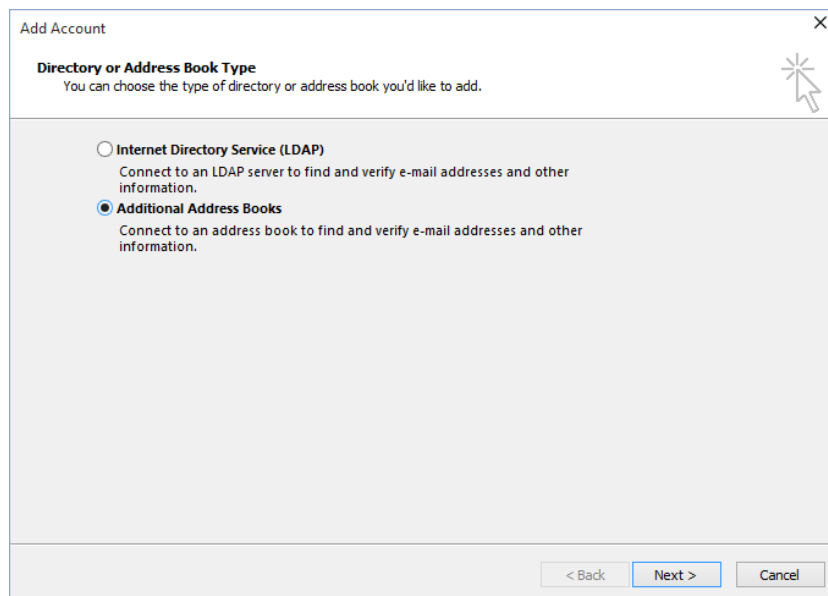 Add Account
Directory or Address Book Type
You can choose the type of directory or address book you'd like to add.
Internet Directory Service (LDAP)
Connect to an LDAP server to find and verify e-mail addresses and other
information.
Additional Address Books
Connect to an address book to find and verify e-mail addresses and other
information.
< Back Next > Cancel